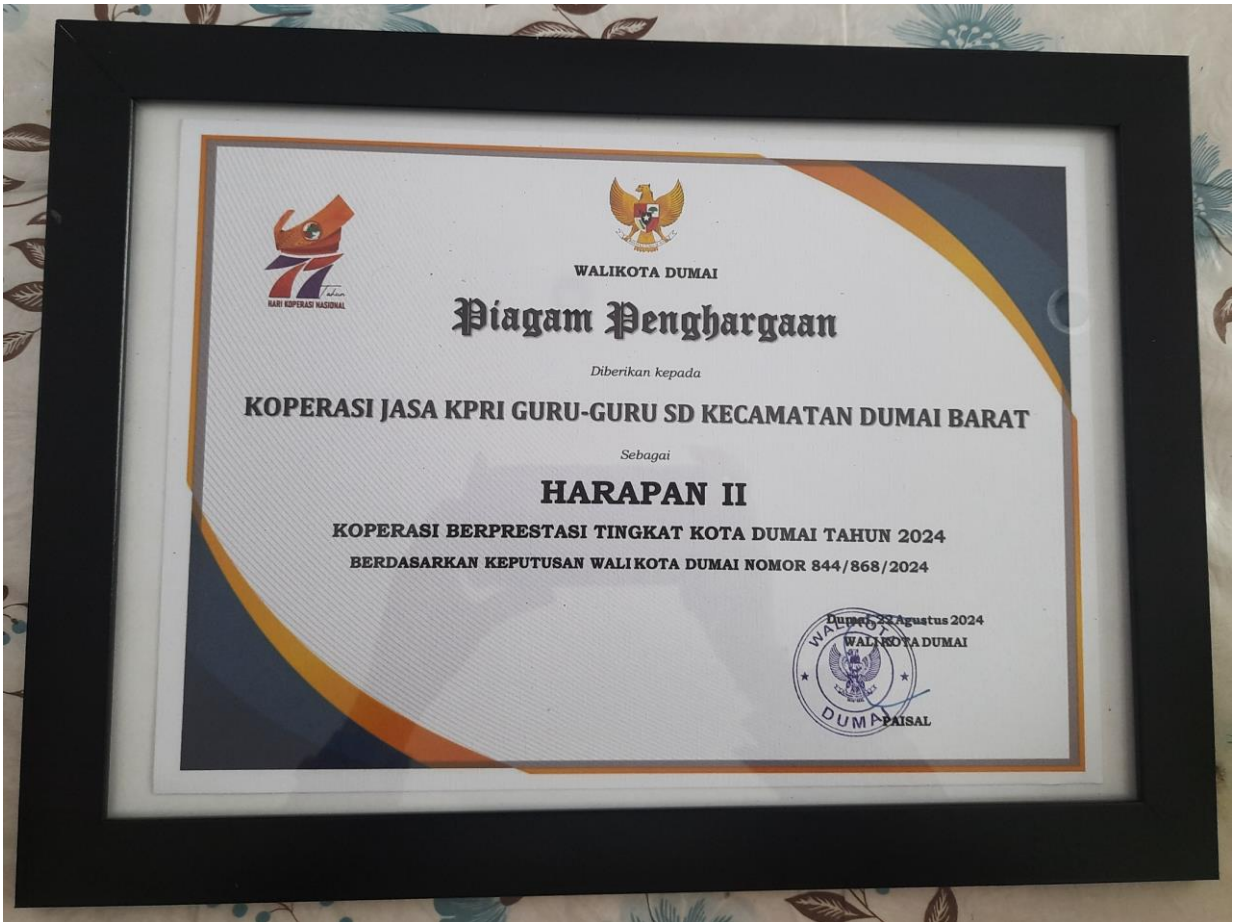 77
Tahun
HARI KOPERASI NASIONAL
WALIKOTA DUMAI
Piagam Penghargaan
Diberikan kepada
KOPERASI JASA KPRI GURU-GURU SD KECAMATAN DUMAI BARAT
Sebagai
HARAPAN II
KOPERASI BERPRESTASI TINGKAT KOTA DUMAI TAHUN 2024
BERDASARKAN KEPUTUSAN WALI KOTA DUMAI NOMOR 844/868/2024
Dumai, 22 Agustus 2024
WALI KOTA DUMAI
WALIKOTA
DUMAI
PAISAL